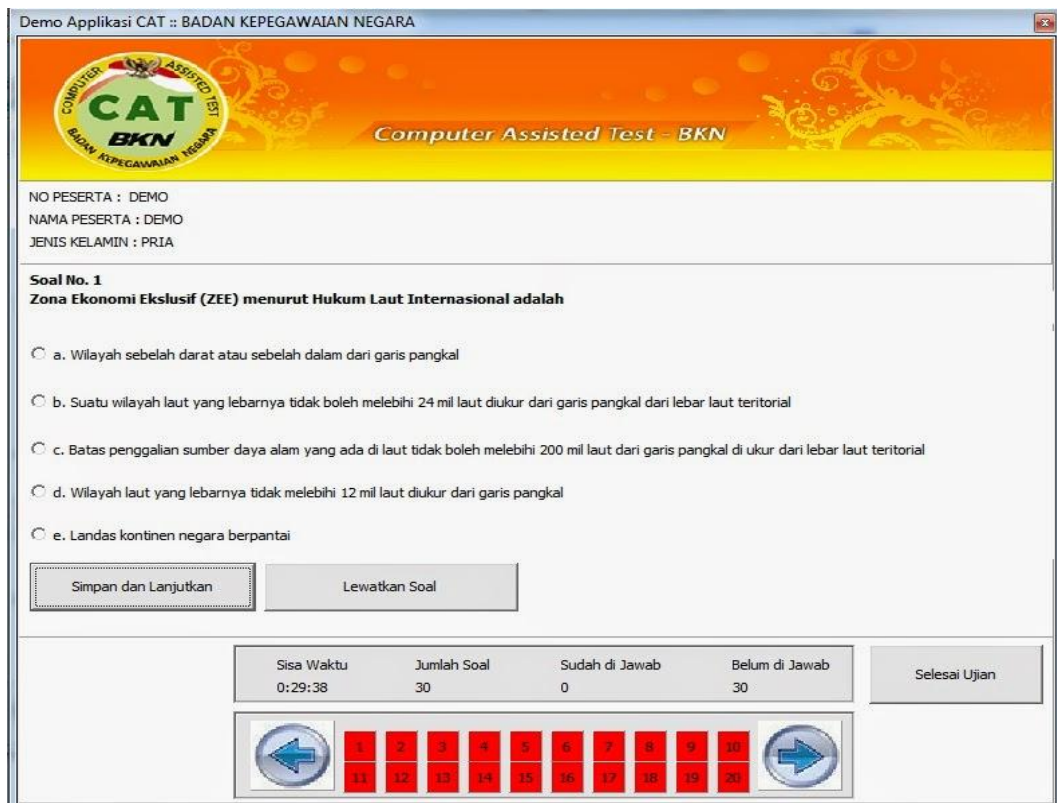 Demo Applikasi CAT :: BADAN KEPEGAWAIAN NEGARA
COMPUTER ASSISTED TEST
CAT
BKN
BADAN KEPEGAWAIAN NEGARA
Computer Assisted Test - BKN
NO PESERTA : DEMO
NAMA PESERTA : DEMO
JENIS KELAMIN : PRIA
Soal No. 1
Zona Ekonomi Ekslusif (ZEE) menurut Hukum Laut Internasional adalah
a. Wilayah sebelah darat atau sebelah dalam dari garis pangkal
b. Suatu wilayah laut yang lebarnya tidak boleh melebihi 24 mil laut diukur dari garis pangkal dari lebar laut teritorial
c. Batas penggalian sumber daya alam yang ada di laut tidak boleh melebihi 200 mil laut dari garis pangkal di ukur dari lebar laut teritorial
d. Wilayah laut yang lebarnya tidak melebihi 12 mil laut diukur dari garis pangkal
e. Landas kontinen negara berpantai
Simpan dan Lanjutkan Lewatkan Soal
Sisa Waktu Jumlah Soal Sudah di Jawab Belum di Jawab
0:29:38 30 0 30
Selesai Ujian
1 2 3 4 5 6 7 8 9 10
11 12 13 14 15 16 17 18 19 20